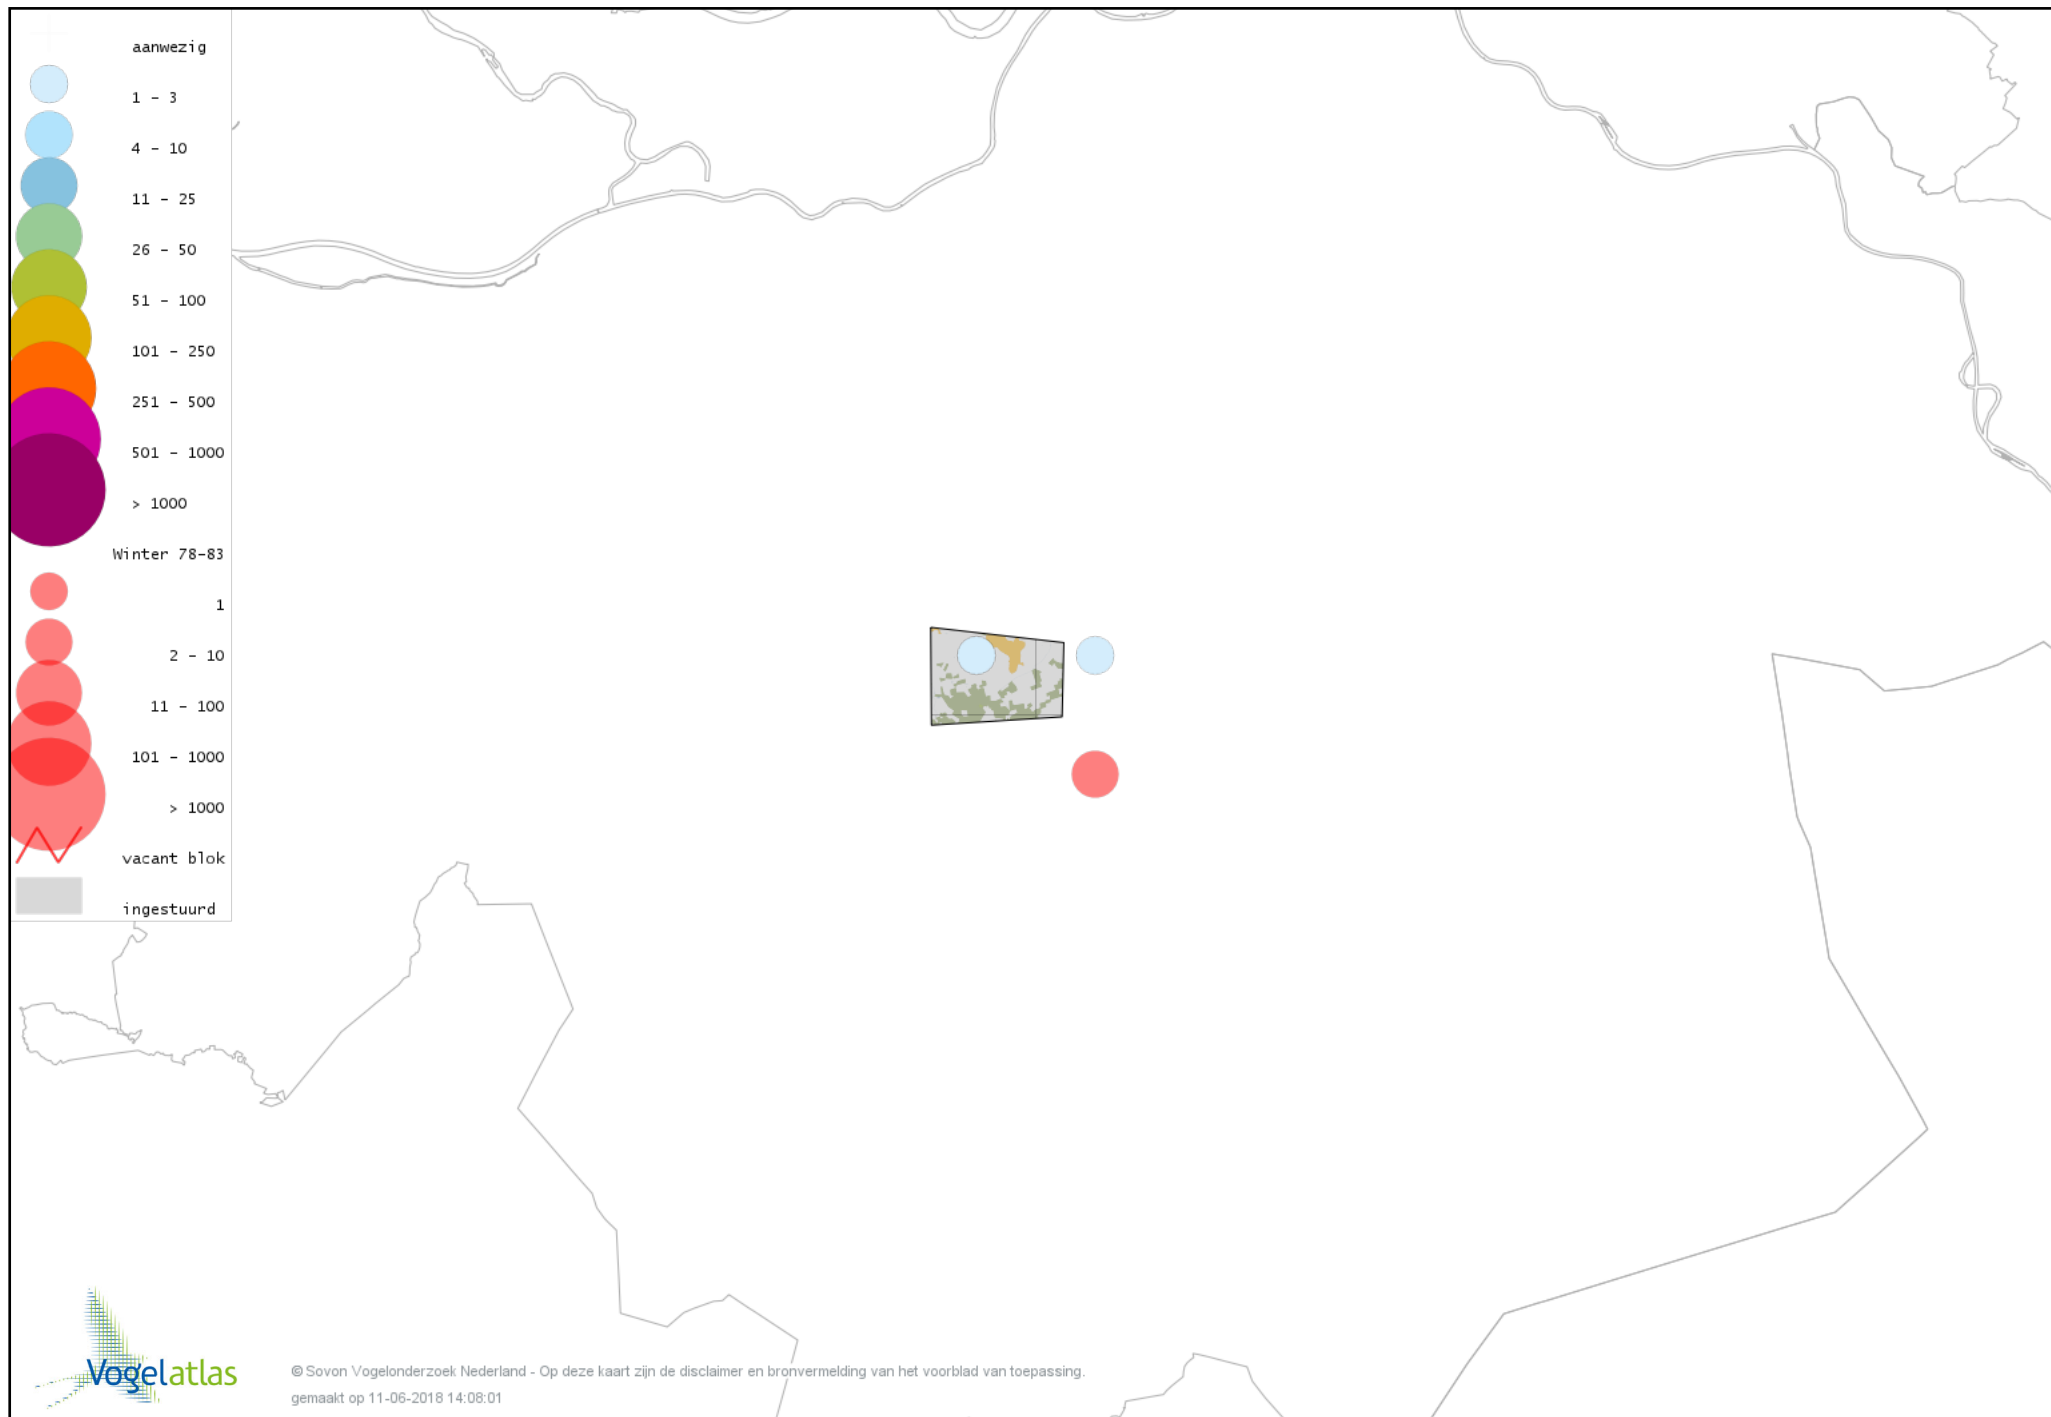 aanwezig
1 - 3
4 - 10
11 - 25
26 - 50
51 - 100
101 - 250
251 - 500
501 - 1000
> 1000
Winter 78-83
1
2 - 10
11 - 100
101 - 1000
> 1000
vacant blok
ingestuurd
Vogelatlas
© Sovon Vogelonderzoek Nederland - Op deze kaart zijn de disclaimer en bronvermelding van het voorblad van toepassing.
gemaakt op 11-06-2018 14:08:01